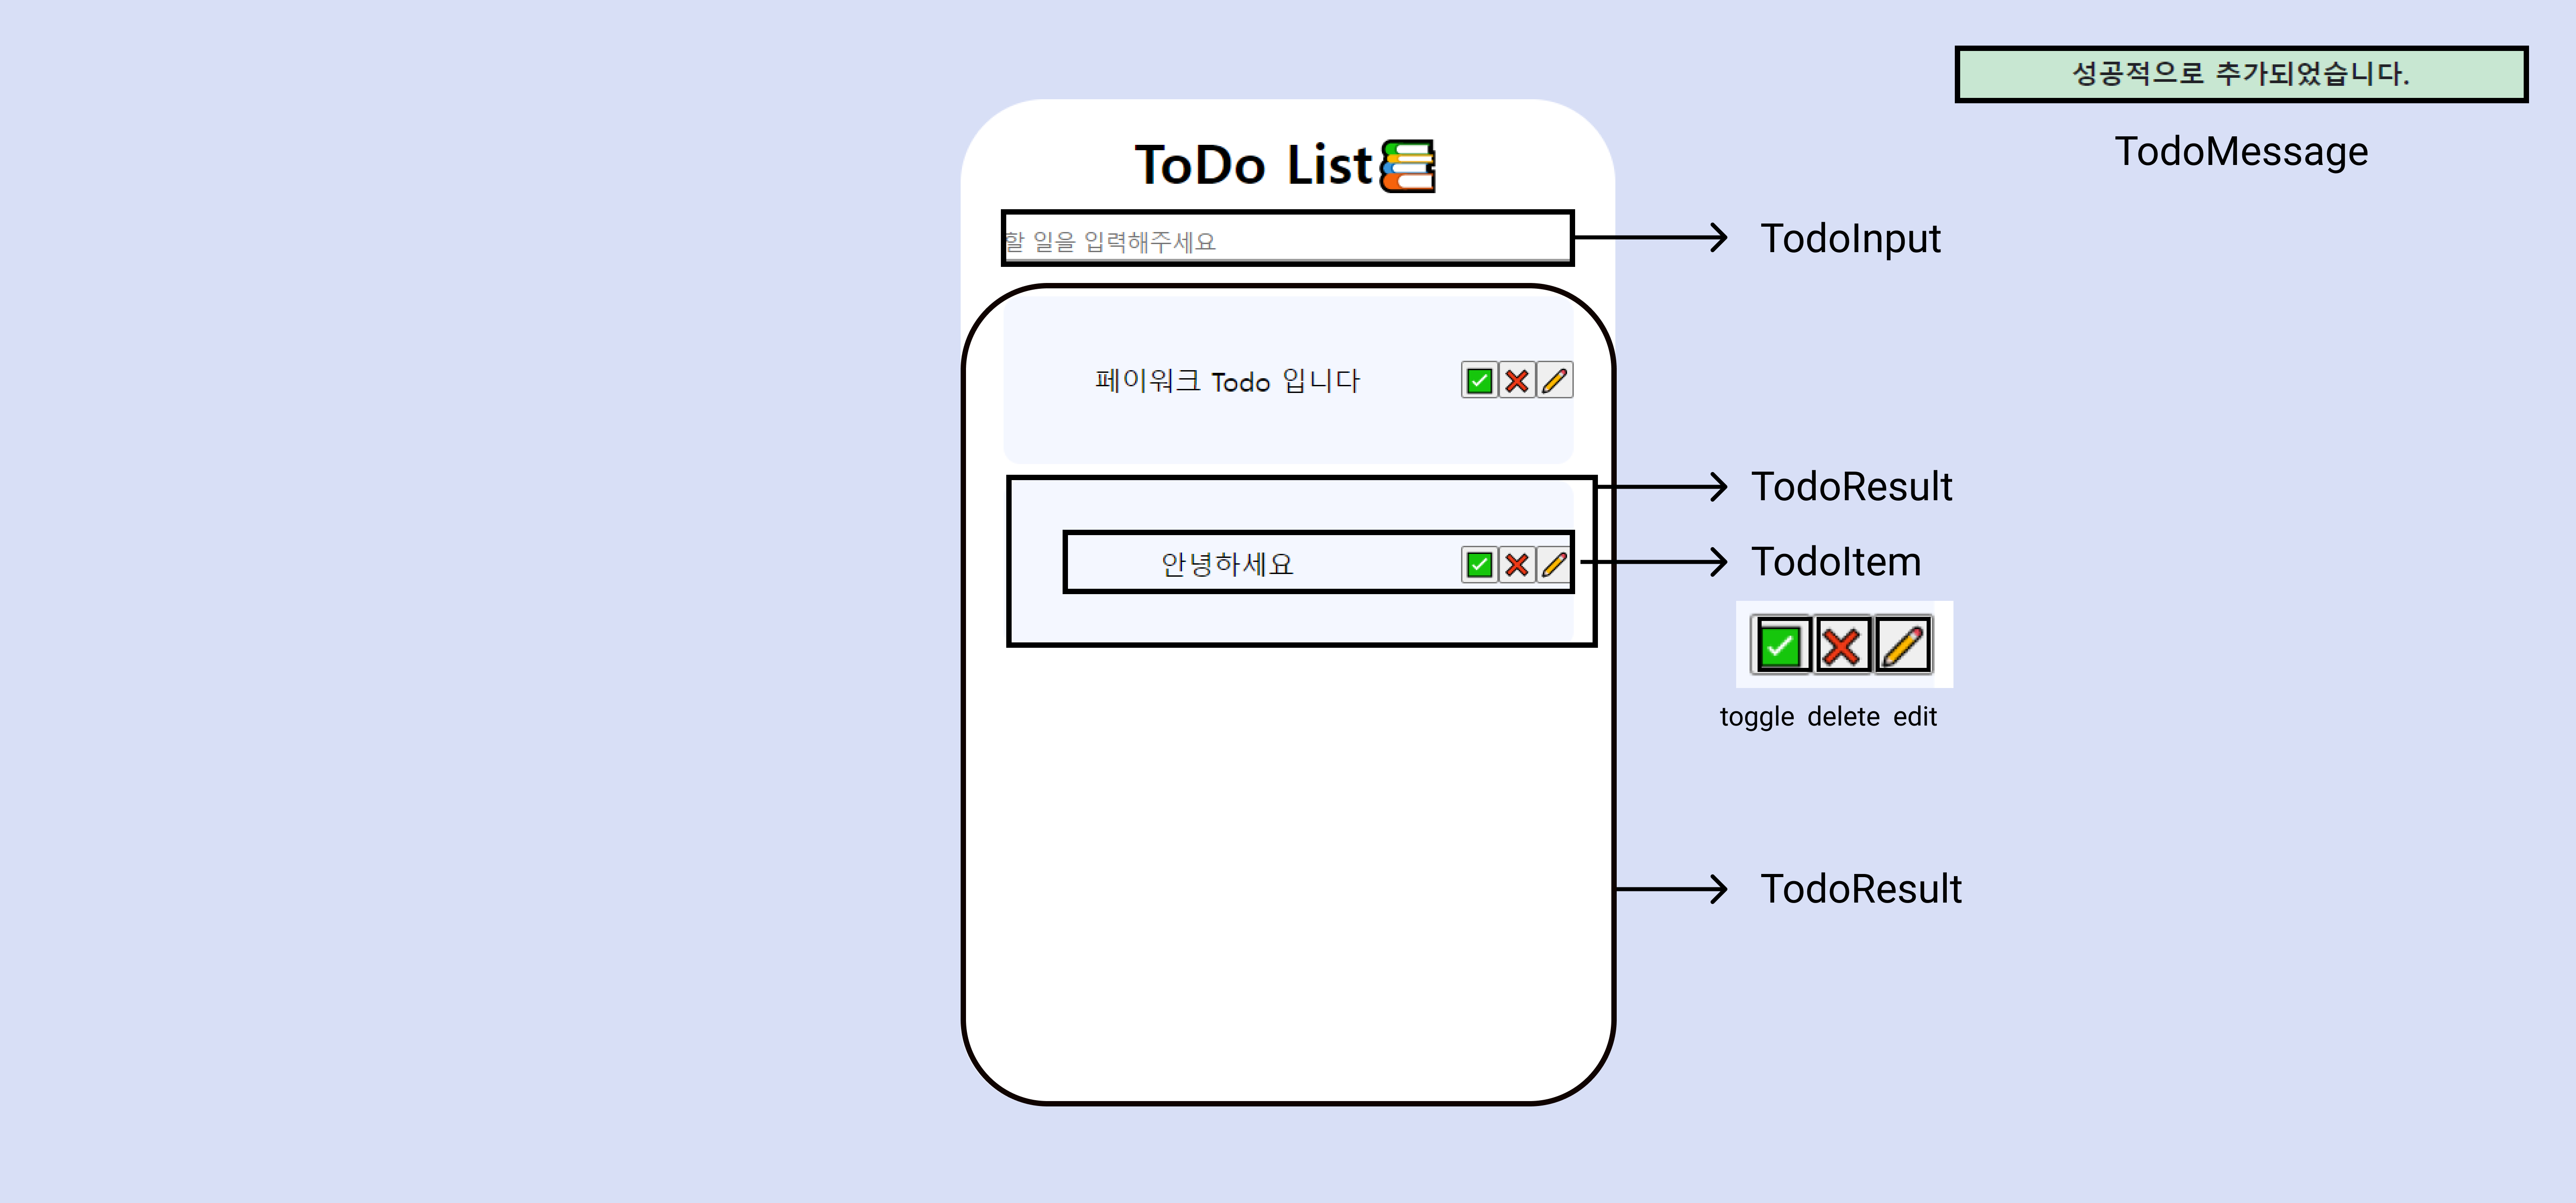 성공적으로 추가되었습니다.
TodoMessage
ToDo List
할 일을 입력해주세요
TodoInput
페이워크 Todo 입니다
TodoResult
안녕하세요
TodoItem
toggle delete edit
TodoResult